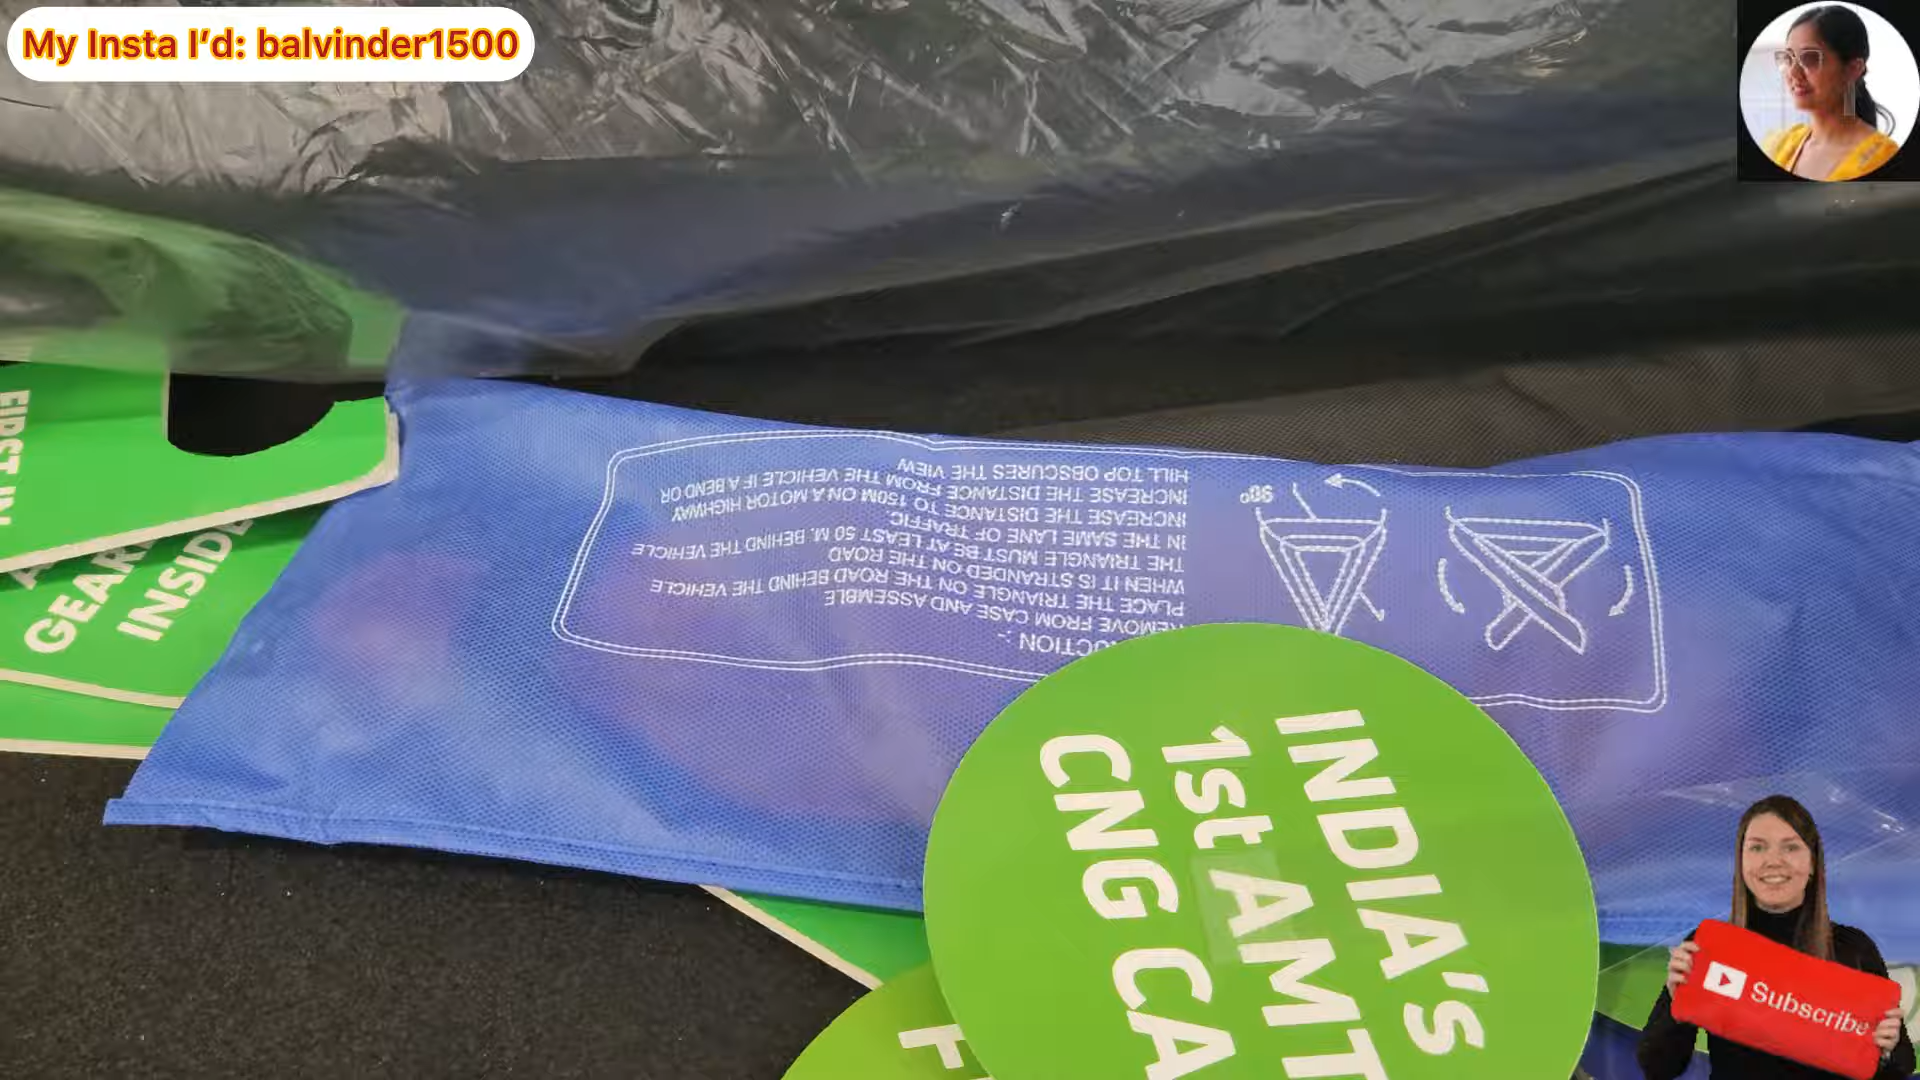 My Insta I'd: balvinder1500
FIRST IN
GEAR
INSIDE
REMOVE FROM CASE AND ASSEMBLE
PLACE THE TRIANGLE ON THE ROAD BEHIND THE VEHICLE
WHEN IT IS STRANDED ON THE ROAD
THE TRIANGLE MUST BE AT LEAST 50 M. BEHIND THE VEHICLE
IN THE SAME LANE OF TRAFFIC.
INCREASE THE DISTANCE TO 150M ON A MOTOR HIGHWAY
INCREASE THE DISTANCE FROM THE VEHICLE IF A BEND OR
HILL TOP OBSCURES THE VIEW
90°
INDIA'S
1st AMT
CNG CA
Subscribe